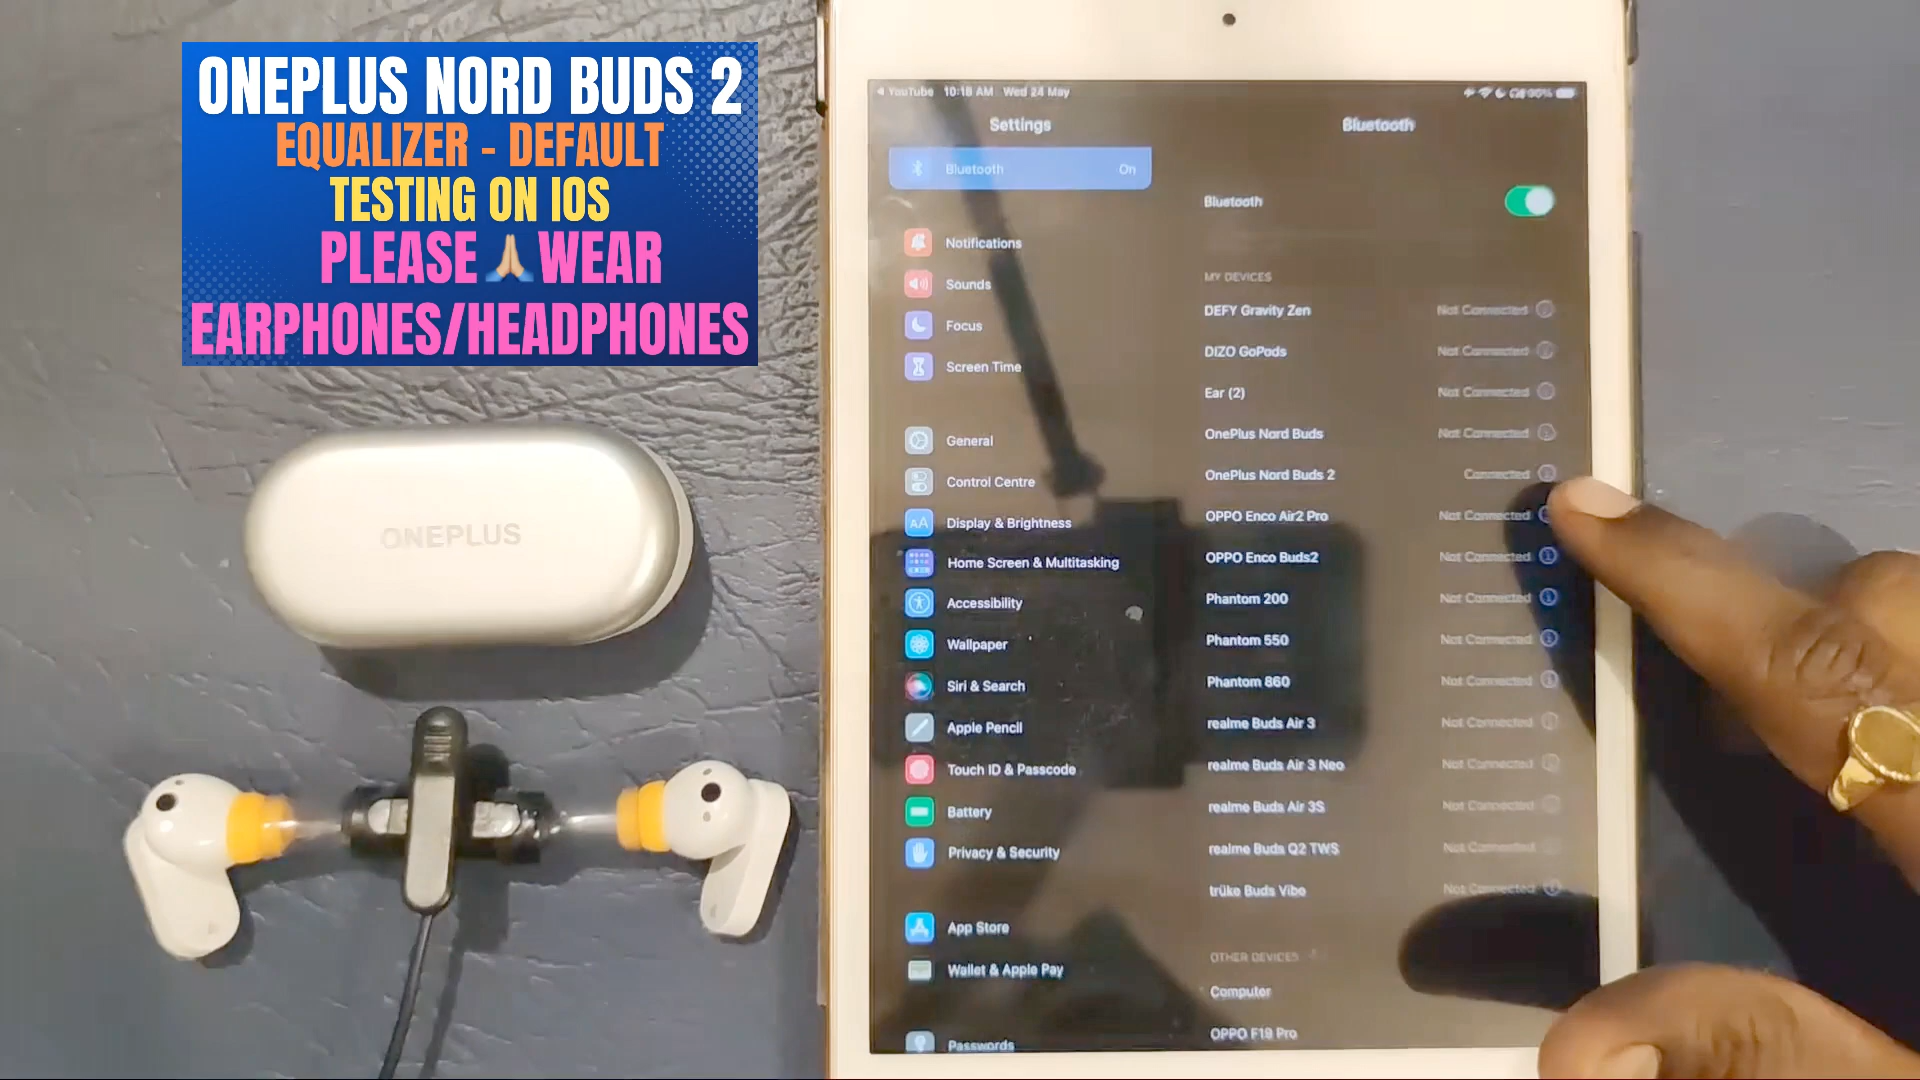 ONEPLUS NORD BUDS 2
EQUALIZER - DEFAULT
TESTING ON IOS
PLEASE🙏🏼WEAR
EARPHONES/HEADPHONES
ONEPLUS
YouTube 10:18 AM Wed 24 May 90%
Settings
Bluetooth On
Notifications
Sounds
Focus
Screen Time
General
Control Centre
Display & Brightness
Home Screen & Multitasking
Accessibility
Wallpaper
Siri & Search
Apple Pencil
Touch ID & Passcode
Battery
Privacy & Security
App Store
Wallet & Apple Pay
Passwords
Bluetooth
Bluetooth
MY DEVICES
DEFY Gravity Zen Not Connected
DIZO GoPods Not Connected
Ear (2) Not Connected
OnePlus Nord Buds Not Connected
OnePlus Nord Buds 2 Connected
OPPO Enco Air2 Pro Not Connected
OPPO Enco Buds2 Not Connected
Phantom 200 Not Connected
Phantom 550 Not Connected
Phantom 860 Not Connected
realme Buds Air 3 Not Connected
realme Buds Air 3 Neo Not Connected
realme Buds Air 3S Not Connected
realme Buds Q2 TWS Not Connected
trüke Buds Vibe Not Connected
OTHER DEVICES
Computer
OPPO F19 Pro